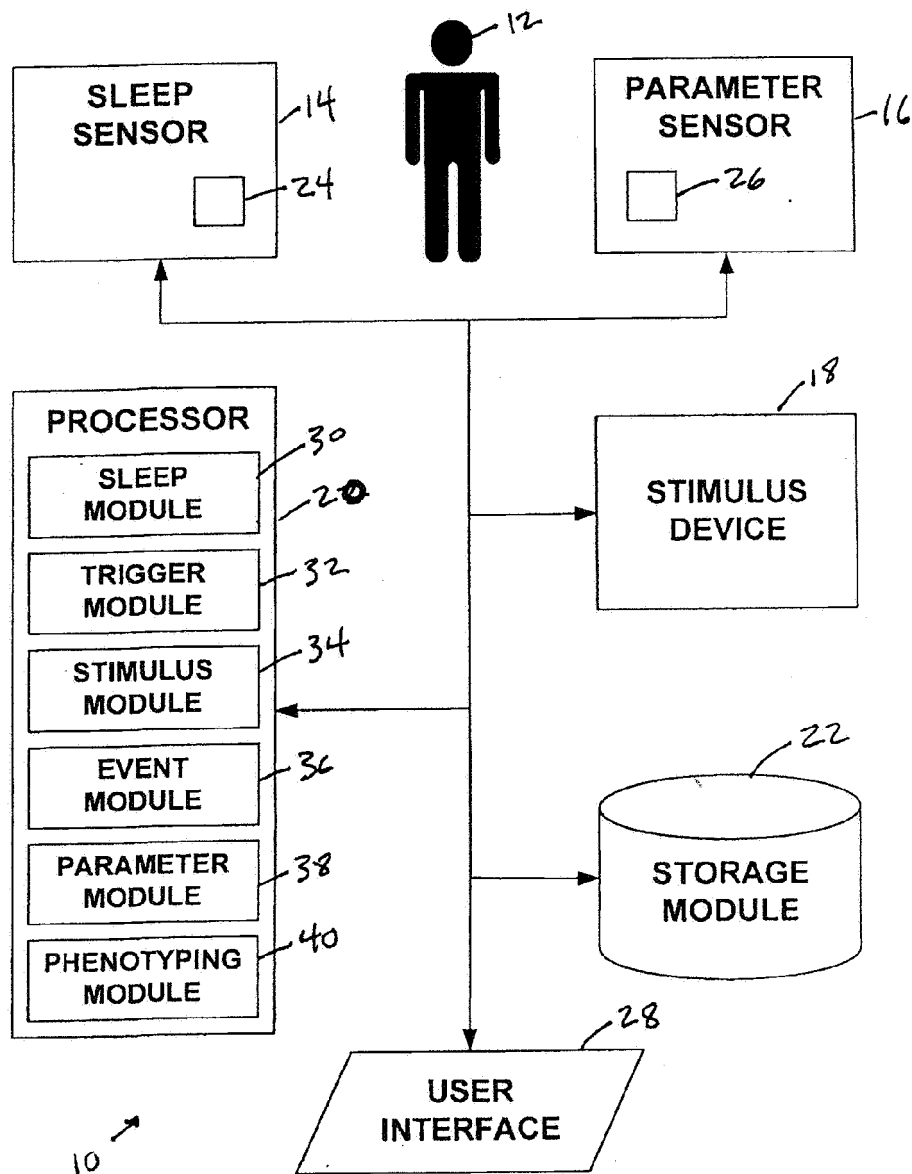 12
SLEEP
SENSOR
14
24
PARAMETER
SENSOR
16
26
PROCESSOR
SLEEP
MODULE
30
20
TRIGGER
MODULE
32
STIMULUS
MODULE
34
EVENT
MODULE
36
PARAMETER
MODULE
38
PHENOTYPING
MODULE
40
18
STIMULUS
DEVICE
22
STORAGE
MODULE
28
USER
INTERFACE
10